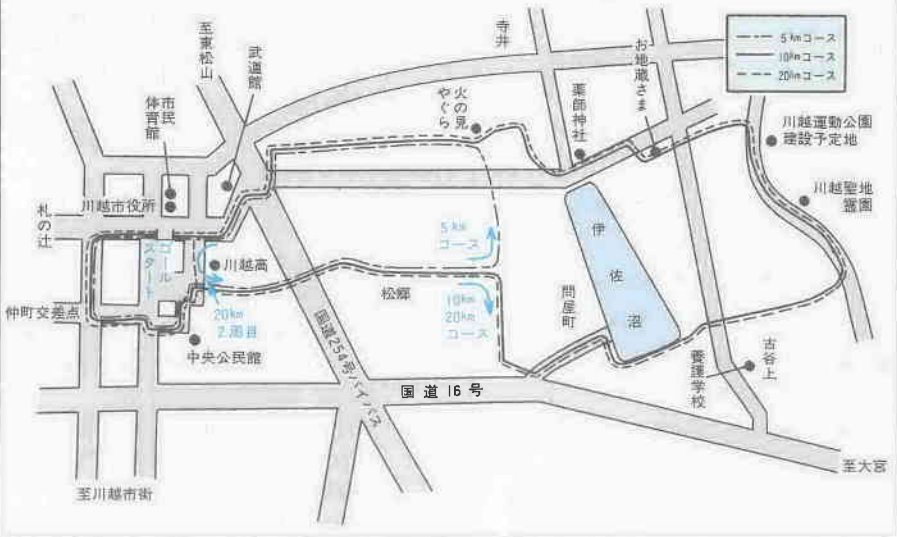 5kmコース
10kmコース
20kmコース
至東松山
武道館
寺井
お地蔵さま
市民
体育館
火の見
やぐら
薬師神社
川越運動公園
建設予定地
川越市役所
川越聖地
霊園
札の辻
ゴール
スタート
川越高
5km
コース
伊佐沼
仲町交差点
20km
2周目
松郷
10km
20km
コース
問屋町
中央公民館
国道254号バイパス
国道16号
養護学校
古谷上
至川越市街
至大宮